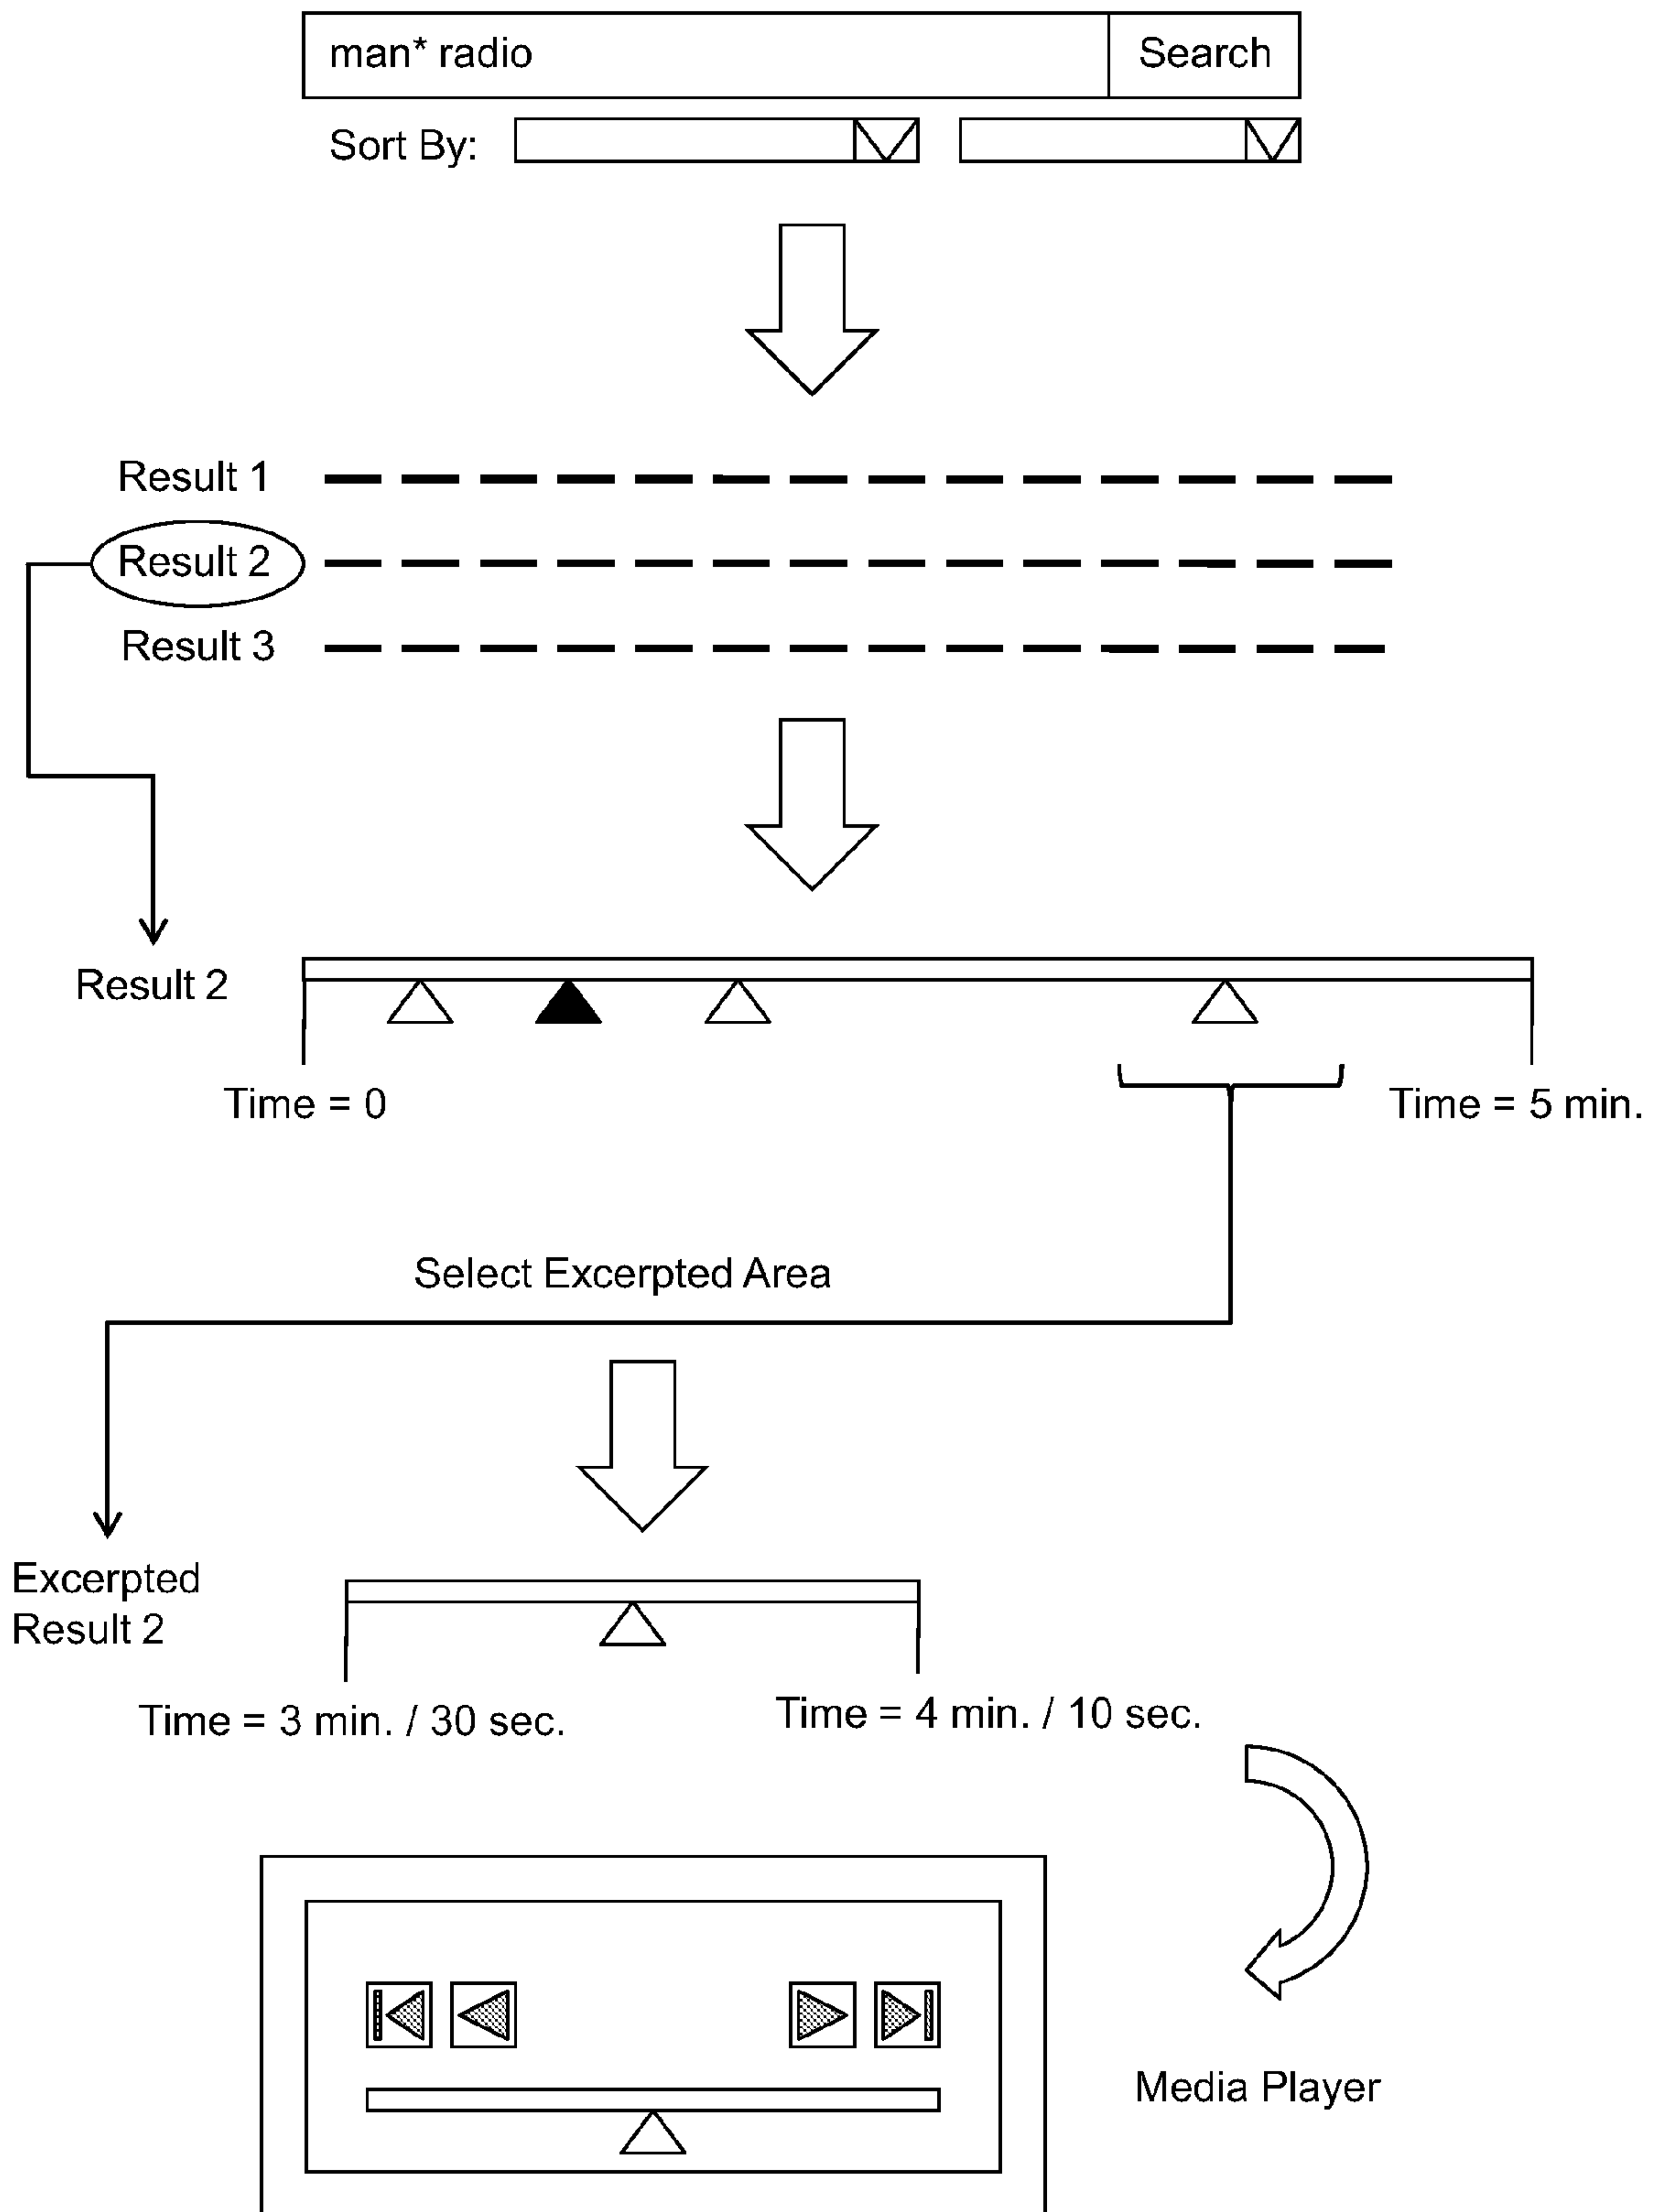 man* radio
Search
Sort By:
Result 1
Result 2
Result 3
Result 2
Time = 0
Time = 5 min.
Select Excerpted Area
Excerpted
Result 2
Time = 3 min. / 30 sec.
Time = 4 min. / 10 sec.
Media Player